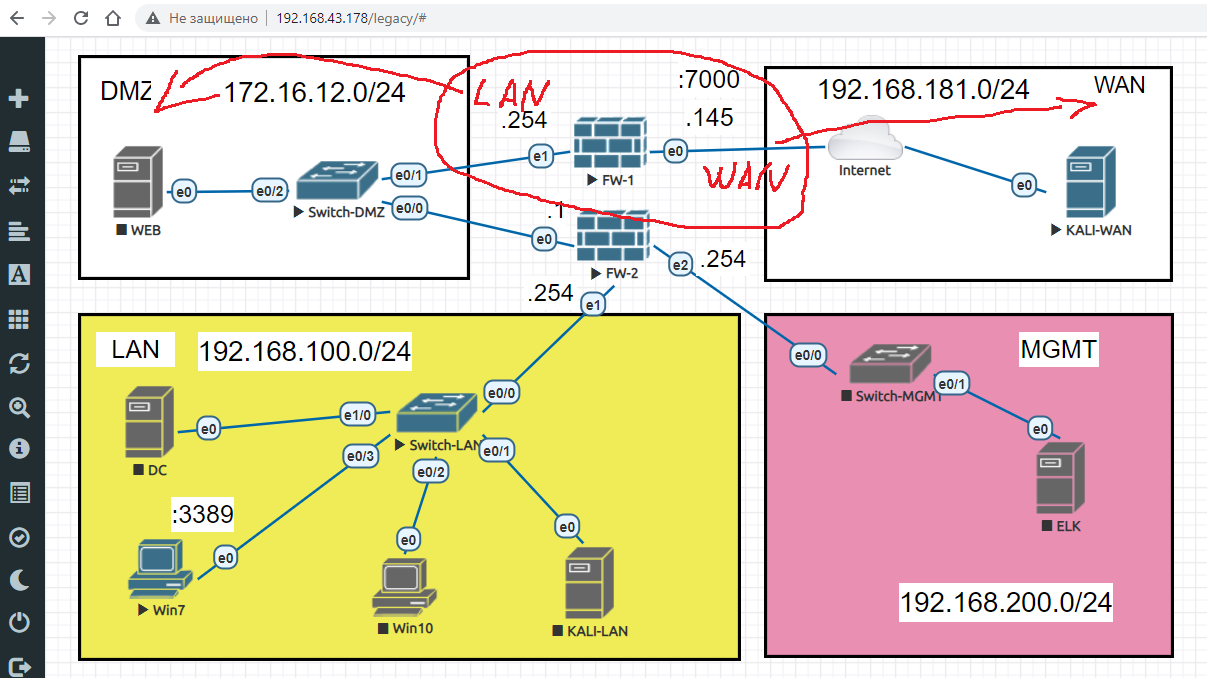 Не защищено | 192.168.43.178/legacy/#
DMZ
172.16.12.0/24
LAN
:7000
192.168.181.0/24
WAN
.254
.145
e1
FW-1
e0
WAN
Internet
e0
KALI-WAN
e0
WEB
e0/2
Switch-DMZ
e0/1
e0/0
.1
e0
FW-2
e2
.254
.254
e1
LAN
192.168.100.0/24
MGMT
e0/0
Switch-MGMT
e0/1
e0
ELK
192.168.200.0/24
DC
e0
e1/0
e0/0
Switch-LAN
e0/3
e0/2
e0/1
:3389
e0
Win7
e0
Win10
e0
KALI-LAN
A